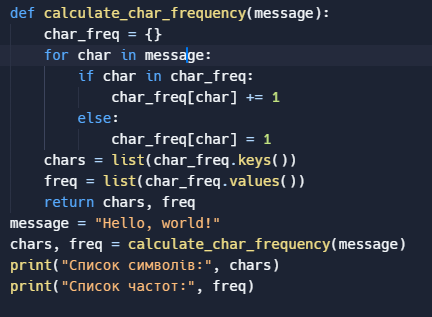 def calculate_char_frequency(message):
    char_freq = {}
    for char in message:
        if char in char_freq:
            char_freq[char] += 1
        else:
            char_freq[char] = 1
    chars = list(char_freq.keys())
    freq = list(char_freq.values())
    return chars, freq
message = "Hello, world!"
chars, freq = calculate_char_frequency(message)
print("Список символів:", chars)
print("Список частот:", freq)